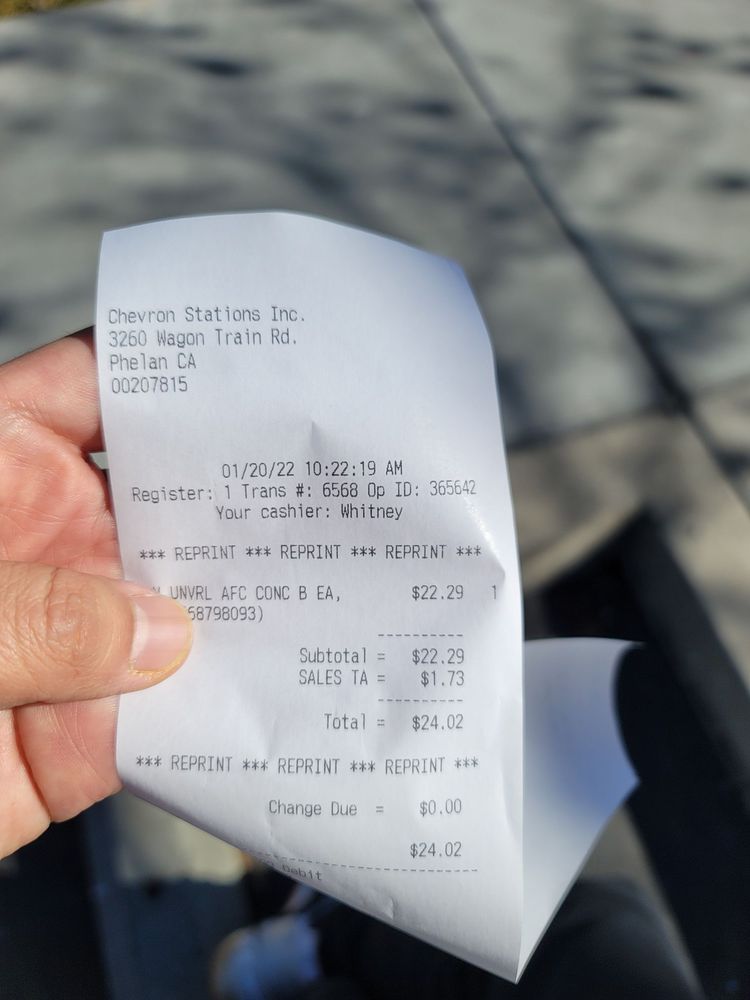 Chevron Stations Inc.
3260 Wagon Train Rd.
Phelan CA
00207815
01/20/22 10:22:19 AM
Register: 1 Trans #: 6568 Op ID: 365642
Your cashier: Whitney
*** REPRINT *** REPRINT *** REPRINT ***
UNVRL AFC CONC B EA, $22.29 1
68798093)
----------
Subtotal = $22.29
SALES TA = $1.73
----------
Total = $24.02
*** REPRINT *** REPRINT *** REPRINT ***
Change Due = $0.00
$24.02
Debit